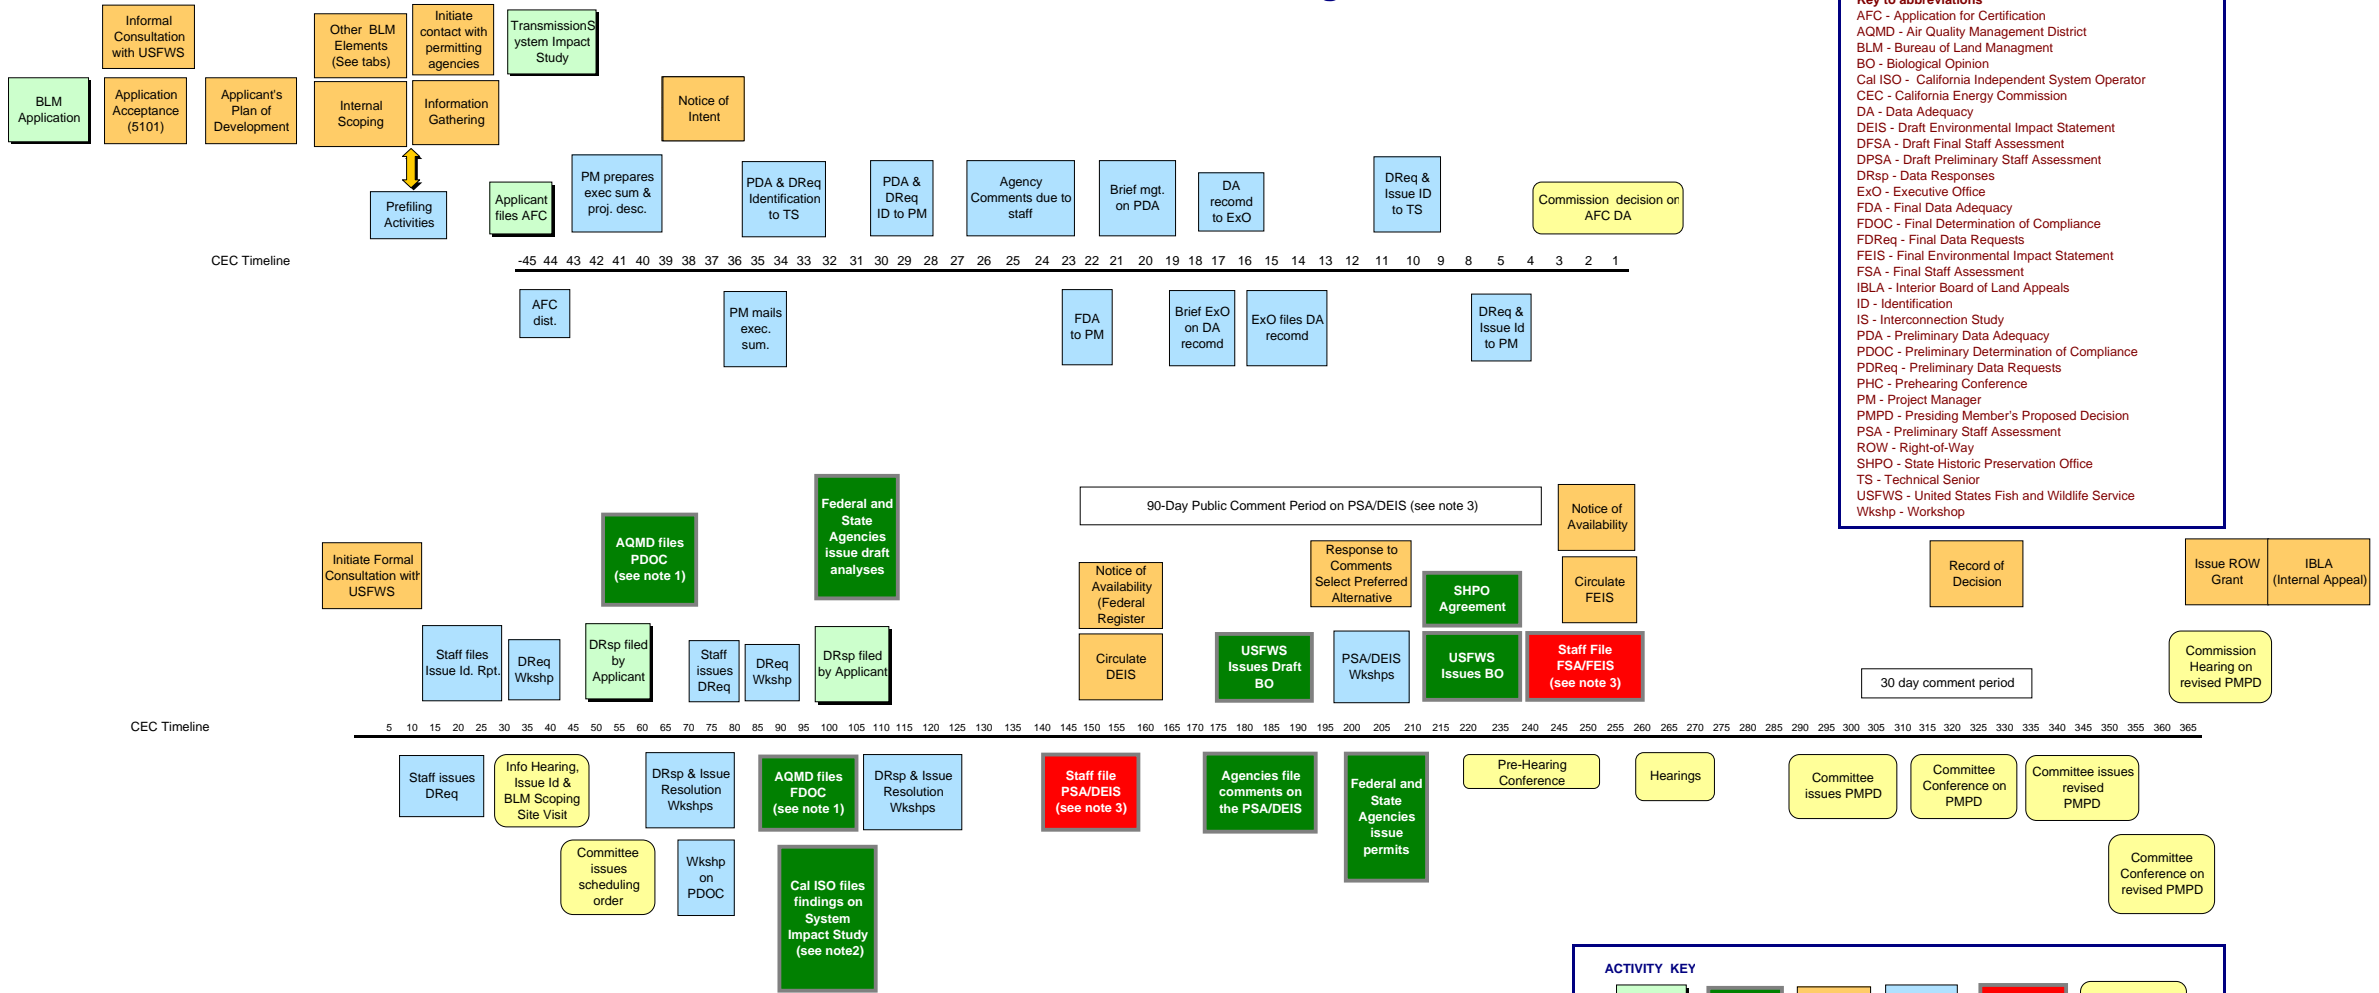 Key to abbreviations
AFC - Application for Certification
AQMD - Air Quality Management District
BLM - Bureau of Land Managment
BO - Biological Opinion
Cal ISO -  California Independent System Operator
CEC - California Energy Commission
DA - Data Adequacy
DEIS - Draft Environmental Impact Statement
DFSA - Draft Final Staff Assessment
DPSA - Draft Preliminary Staff Assessment
DRsp - Data Responses
ExO - Executive Office
FDA - Final Data Adequacy
FDOC - Final Determination of Compliance
FDReq - Final Data Requests
FEIS - Final Environmental Impact Statement
FSA - Final Staff Assessment
IBLA - Interior Board of Land Appeals
ID - Identification
IS - Interconnection Study
PDA - Preliminary Data Adequacy
PDOC - Preliminary Determination of Compliance
PDReq - Preliminary Data Requests
PHC - Prehearing Conference
PM - Project Manager
PMPD - Presiding Member's Proposed Decision
PSA - Preliminary Staff Assessment
ROW - Right-of-Way
SHPO - State Historic Preservation Office
TS - Technical Senior
USFWS - United States Fish and Wildlife Service
Wkshp - Workshop
Informal
Consultation
with USFWS
Other  BLM
Elements
(See tabs)
Initiate
contact with
permitting
agencies
TransmissionS
ystem Impact
Study
BLM
Application
Application
Acceptance
(5101)
Applicant's
Plan of
Development
Internal
Scoping
Information
Gathering
Notice of
Intent
Prefiling
Activities
Applicant
files AFC
PM prepares
exec sum &
proj. desc.
PDA & DReq
Identification
to TS
PDA &
DReq
ID to PM
Agency
Comments due to
staff
Brief mgt.
on PDA
DA
recomd
to ExO
DReq &
Issue ID
to TS
Commission  decision on
AFC DA
CEC Timeline
-45 44 43 42 41 40 39 38 37 36 35 34 33 32 31 30 29 28 27 26 25 24 23 22 21 20 19 18 17 16 15 14 13 12 11 10 9 8 5 4 3 2 1
AFC
dist.
PM mails
exec.
sum.
FDA
to PM
Brief ExO
on DA
recomd
ExO files DA
recomd
DReq &
Issue Id
to PM
Initiate Formal
Consultation with
USFWS
AQMD files
PDOC
(see note 1)
Federal and
State
Agencies
issue draft
analyses
90-Day Public Comment Period on PSA/DEIS (see note 3)
Notice of
Availability
Notice of
Availability
(Federal
Register
Response to
Comments
Select Preferred
Alternative
SHPO
Agreement
Circulate
FEIS
Record of
Decision
Issue ROW
Grant
IBLA
(Internal Appeal)
Staff files
Issue Id. Rpt.
DReq
Wkshp
DRsp filed
by
Applicant
Staff
issues
DReq
DReq
Wkshp
DRsp filed
by Applicant
Circulate
DEIS
USFWS
Issues Draft
BO
PSA/DEIS
Wkshps
USFWS
Issues BO
Staff File
FSA/FEIS
(see note 3)
30 day comment period
Commission
Hearing on
revised PMPD
CEC Timeline
5 10 15 20 25 30 35 40 45 50 55 60 65 70 75 80 85 90 95 100 105 110 115 120 125 130 135 140 145 150 155 160 165 170 175 180 185 190 195 200 205 210 215 220 235 240 245 250 255 260 265 270 275 280 285 290 295 300 305 310 315 320 325 330 335 340 345 350 355 360 365
Staff issues
DReq
Info Hearing,
Issue Id &
BLM Scoping
Site Visit
DRsp & Issue
Resolution
Wkshps
AQMD files
FDOC
(see note 1)
DRsp & Issue
Resolution
Wkshps
Staff file
PSA/DEIS
(see note 3)
Agencies file
comments on
the PSA/DEIS
Federal and
State
Agencies
issue
permits
Pre-Hearing
Conference
Hearings
Committee
issues PMPD
Committee
Conference on
PMPD
Committee issues
revised
PMPD
Committee
issues
scheduling
order
Wkshp
on
PDOC
Cal ISO files
findings on
System
Impact Study
(see note2)
Committee
Conference on
revised PMPD
ACTIVITY  KEY